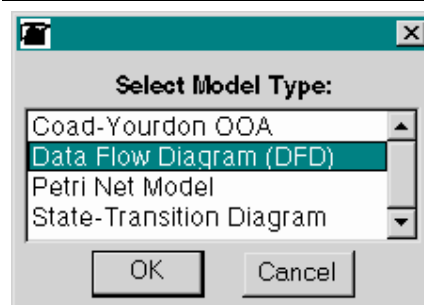 Select Model Type:
Coad-Yourdon OOA
Data Flow Diagram (DFD)
Petri Net Model
State-Transition Diagram
OK Cancel